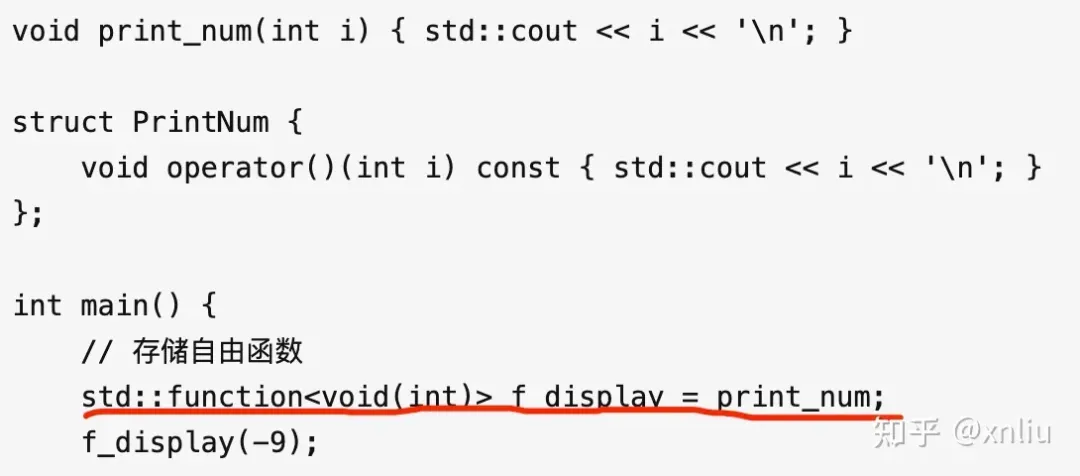 void print_num(int i) { std::cout << i << '\n'; }
struct PrintNum {
    void operator()(int i) const { std::cout << i << '\n'; }
};
int main() {
    // 存储自由函数
    std::function<void(int)> f_display = print_num;
    f_display(-9);
知乎 @xnliu